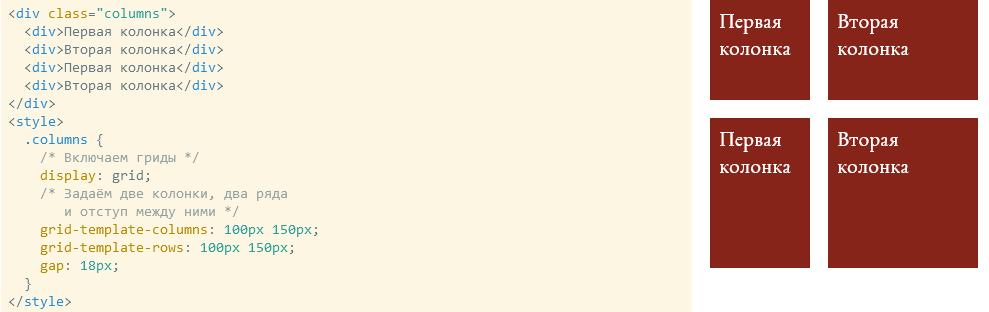 <div class="columns">
  <div>Первая колонка</div>
  <div>Вторая колонка</div>
  <div>Первая колонка</div>
  <div>Вторая колонка</div>
</div>
<style>
  .columns {
    /* Включаем гриды */
    display: grid;
    /* Задаём две колонки, два ряда
       и отступ между ними */
    grid-template-columns: 100px 150px;
    grid-template-rows: 100px 150px;
    gap: 18px;
  }
</style>
Первая
колонка
Вторая
колонка
Первая
колонка
Вторая
колонка